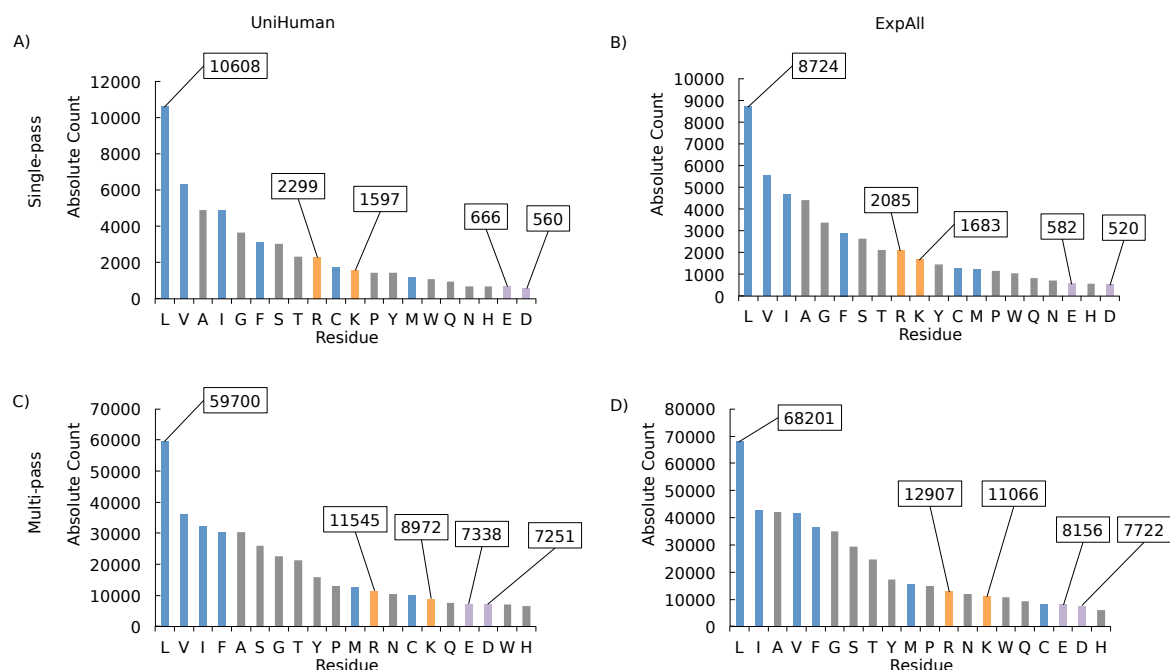 UniHuman
ExpAll
Single-pass
Multi-pass
A)
Absolute Count
12000
10000
8000
6000
4000
2000
0
10608
2299
1597
666
560
L V A I G F S T R C K P Y M W Q N H E D
Residue
B)
Absolute Count
10000
9000
8000
7000
6000
5000
4000
3000
2000
1000
0
8724
2085
1683
582
520
L V I A G F S T R K Y C M P W Q N E H D
Residue
C)
Absolute Count
70000
60000
50000
40000
30000
20000
10000
0
59700
11545
8972
7338
7251
L V I F A S G T Y P M R N C K Q E D W H
Residue
D)
Absolute Count
80000
70000
60000
50000
40000
30000
20000
10000
0
68201
12907
11066
8156
7722
L I A V F G S T Y M P R N K W Q C E D H
Residue